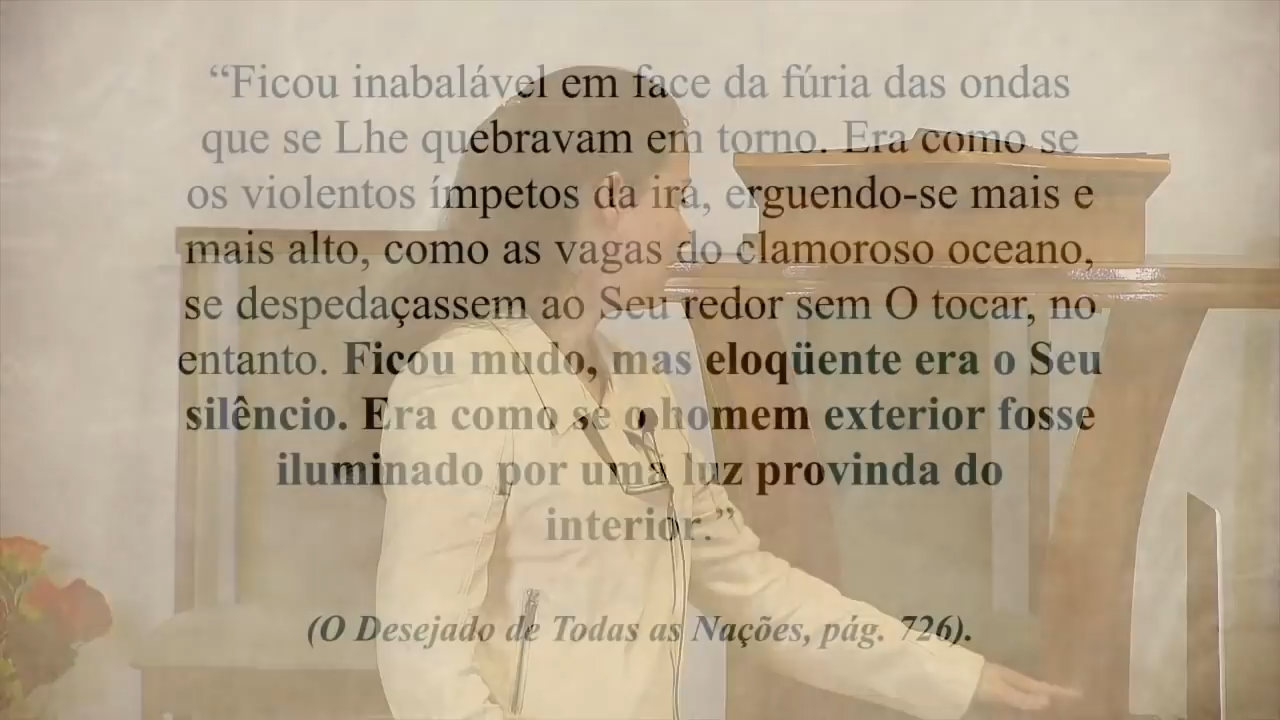 “Ficou inabalável em face da fúria das ondas
que se Lhe quebravam em torno. Era como se
os violentos ímpetos da ira, erguendo-se mais e
mais alto, como as vagas do clamoroso oceano,
se despedaçassem ao Seu redor sem O tocar, no
entanto. Ficou mudo, mas eloqüente era o Seu
silêncio. Era como se o homem exterior fosse
iluminado por uma luz provinda do
interior.”
(O Desejado de Todas as Nações, pág. 726).